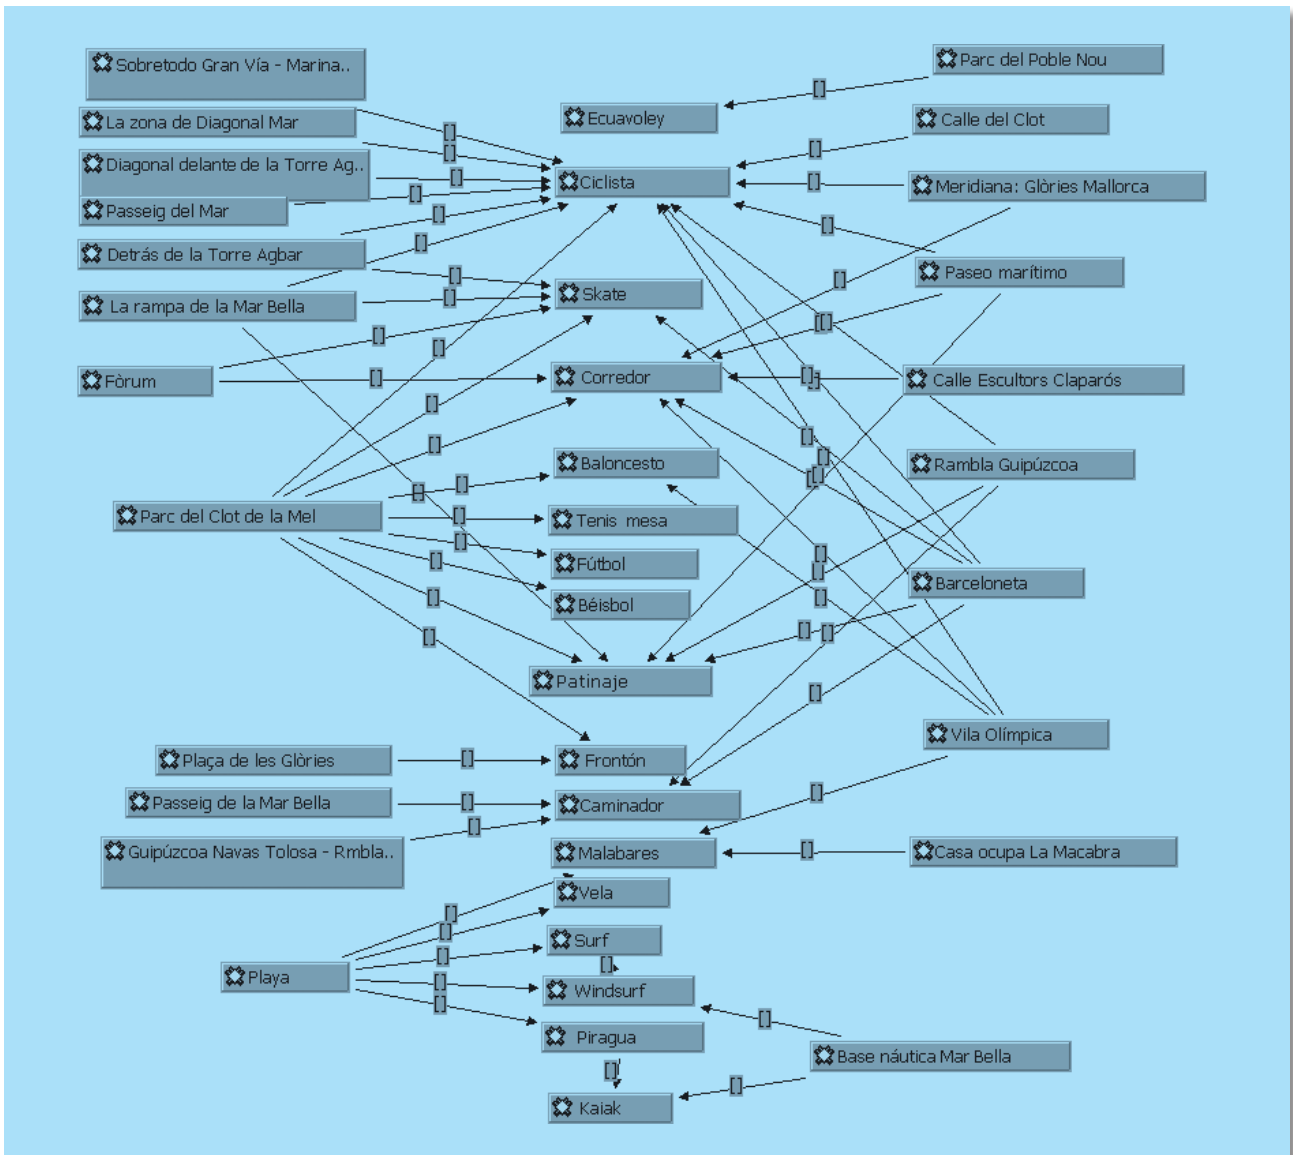 Sobretodo Gran Vía - Marina..
Parc del Poble Nou
La zona de Diagonal Mar
Ecuavoley
Calle del Clot
Diagonal delante de la Torre Ag..
Ciclista
Meridiana: Glòries Mallorca
Passeig del Mar
Detrás de la Torre Agbar
Paseo marítimo
La rampa de la Mar Bella
Skate
Fòrum
Corredor
Calle Escultors Claparós
Baloncesto
Rambla Guipúzcoa
Parc del Clot de la Mel
Tenis mesa
Fútbol
Barceloneta
Béisbol
Patinaje
Vila Olímpica
Plaça de les Glòries
Frontón
Passeig de la Mar Bella
Caminador
Guipúzcoa Navas Tolosa - Rmbla..
Malabares
Casa ocupa La Macabra
Vela
Surf
Playa
Windsurf
Piragua
Base náutica Mar Bella
Kaiak